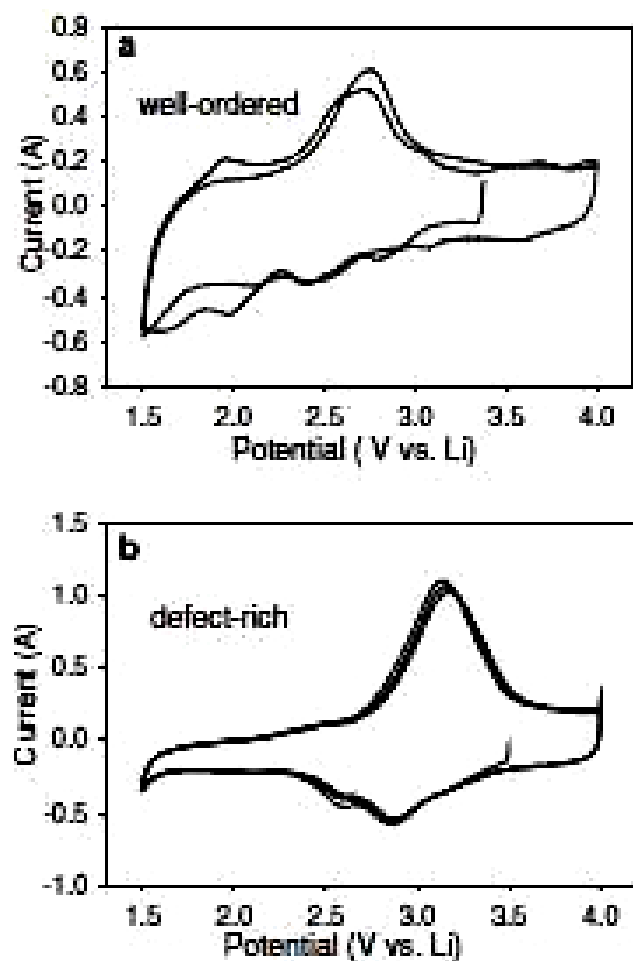 a
well-ordered
Current (A)
0.8
0.6
0.4
0.2
0.0
-0.2
-0.4
-0.6
-0.8
1.5 2.0 2.5 3.0 3.5 4.0
Potential ( V vs. Li)
b
defect-rich
Current (A)
1.5
1.0
0.5
0.0
-0.5
-1.0
1.5 2.0 2.5 3.0 3.5 4.0
Potential (V vs. Li)